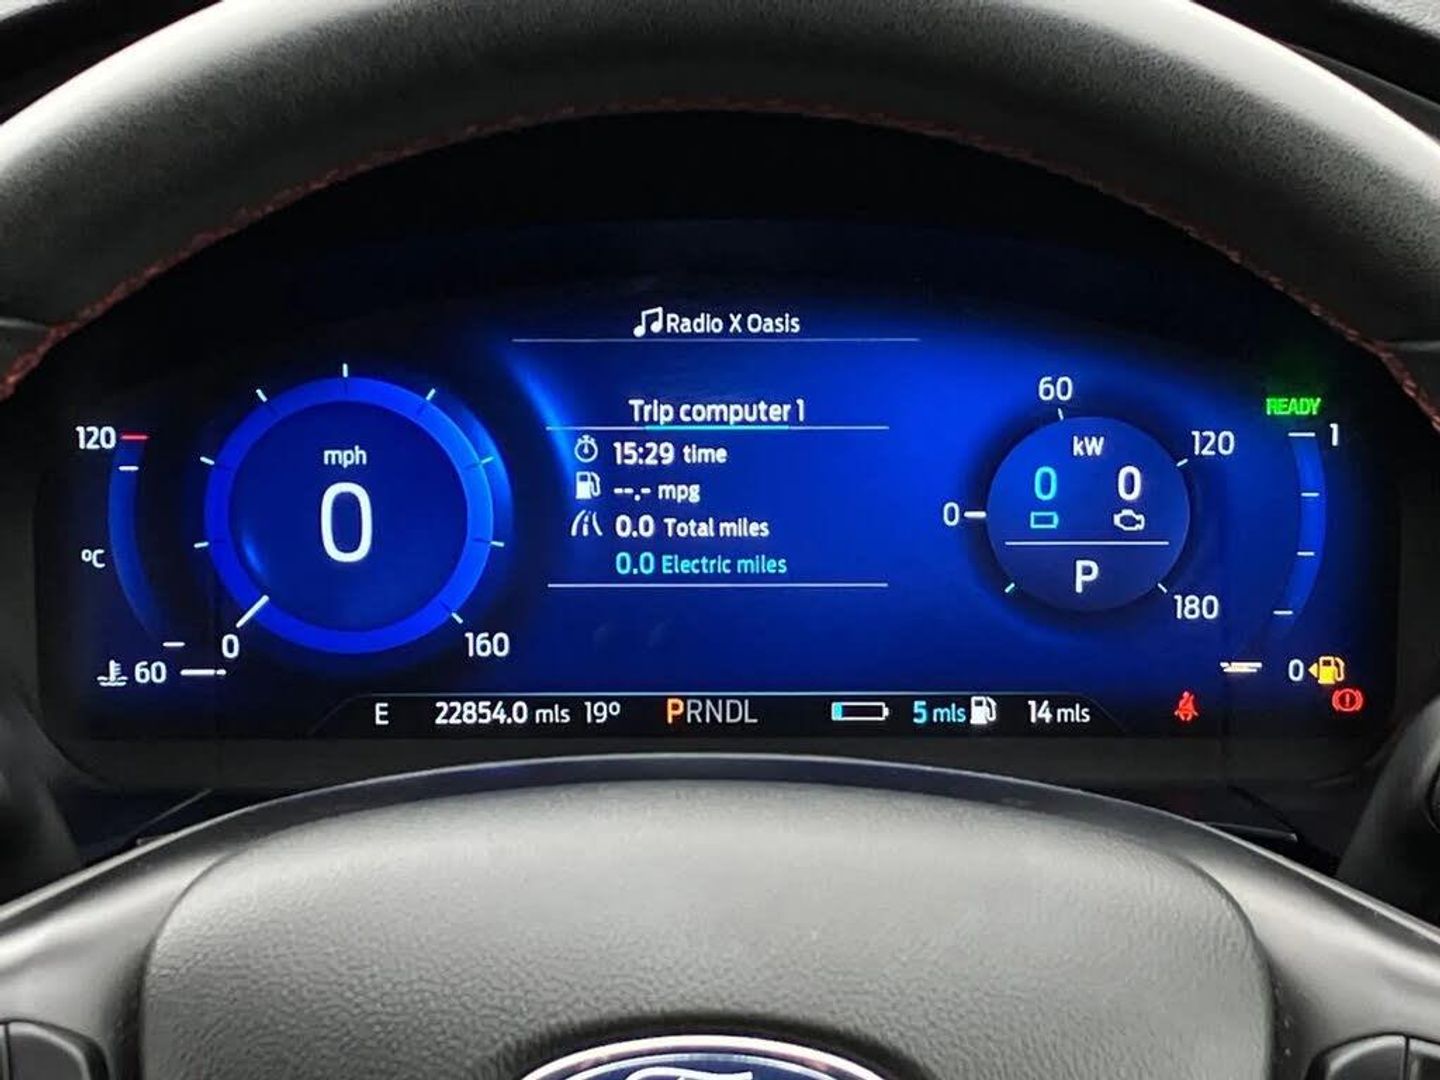 Radio X Oasis
Trip computer 1
15:29 time
--.- mpg
0.0 Total miles
0.0 Electric miles
120
°C
60
mph
0
0
160
60
0
120
180
kW
0 0
P
READY
1
0
E 22854.0 mls 19° PRNDL 5 mls 14 mls